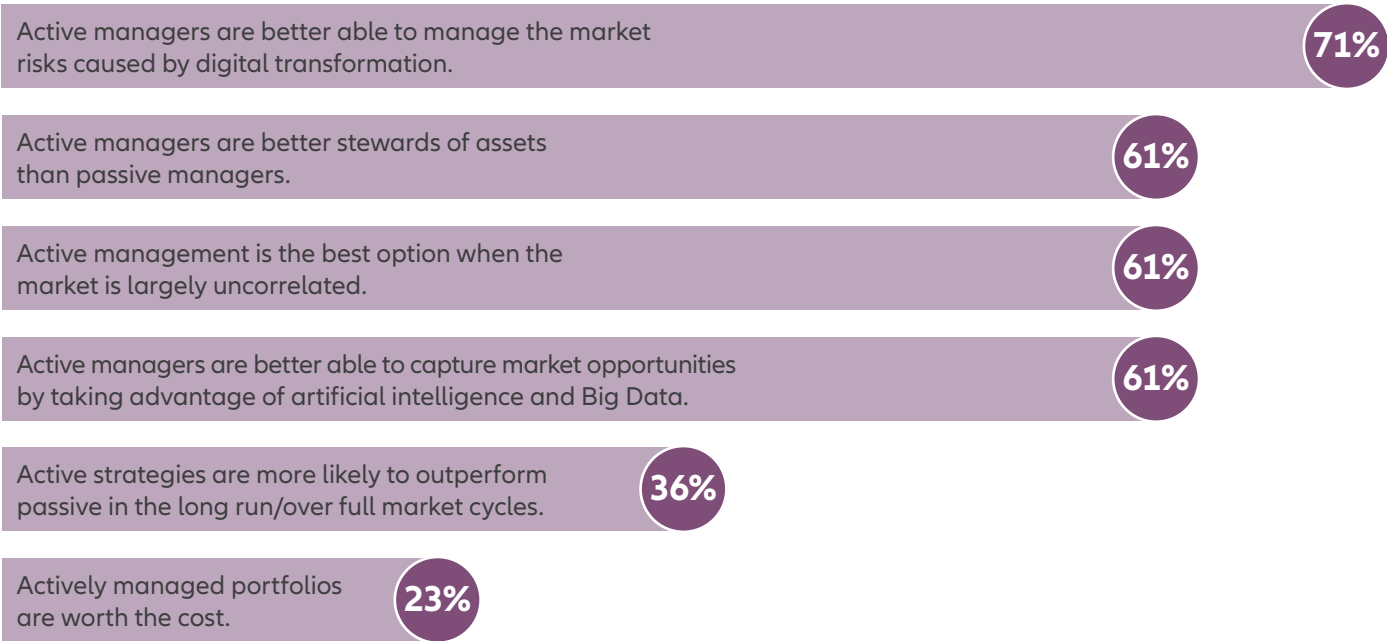 Active managers are better able to manage the market
risks caused by digital transformation.
71%
Active managers are better stewards of assets
than passive managers.
61%
Active management is the best option when the
market is largely uncorrelated.
61%
Active managers are better able to capture market opportunities
by taking advantage of artificial intelligence and Big Data.
61%
Active strategies are more likely to outperform
passive in the long run/over full market cycles.
36%
Actively managed portfolios
are worth the cost.
23%